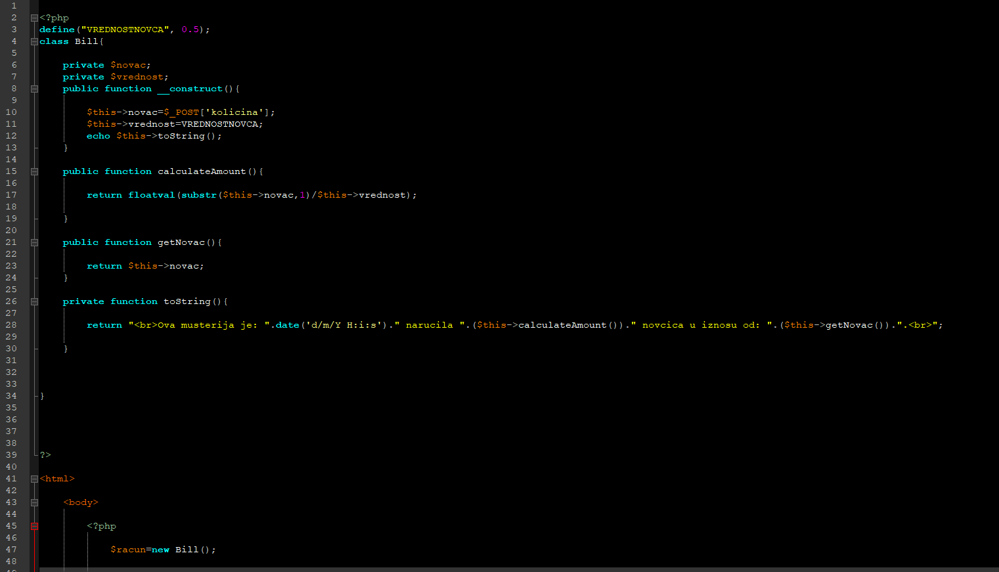 1
2 <?php
3 define("VREDNOSTNOVCA", 0.5);
4 class Bill{
5
6 private $novac;
7 private $vrednost;
8 public function __construct(){
9
10 $this->novac=$_POST['kolicina'];
11 $this->vrednost=VREDNOSTNOVCA;
12 echo $this->toString();
13 }
14
15 public function calculateAmount(){
16
17 return floatval(substr($this->novac,1)/$this->vrednost);
18
19 }
20
21 public function getNovac(){
22
23 return $this->novac;
24 }
25
26 private function toString(){
27
28 return "<br>Ova musterija je: ".date('d/m/Y H:i:s')." narucila ".($this->calculateAmount())." novcica u iznosu od: ".($this->getNovac()).".<br>";
29
30 }
31
32
33
34 }
35
36
37
38
39 ?>
40
41 <html>
42
43 <body>
44
45 <?php
46
47 $racun=new Bill();
48